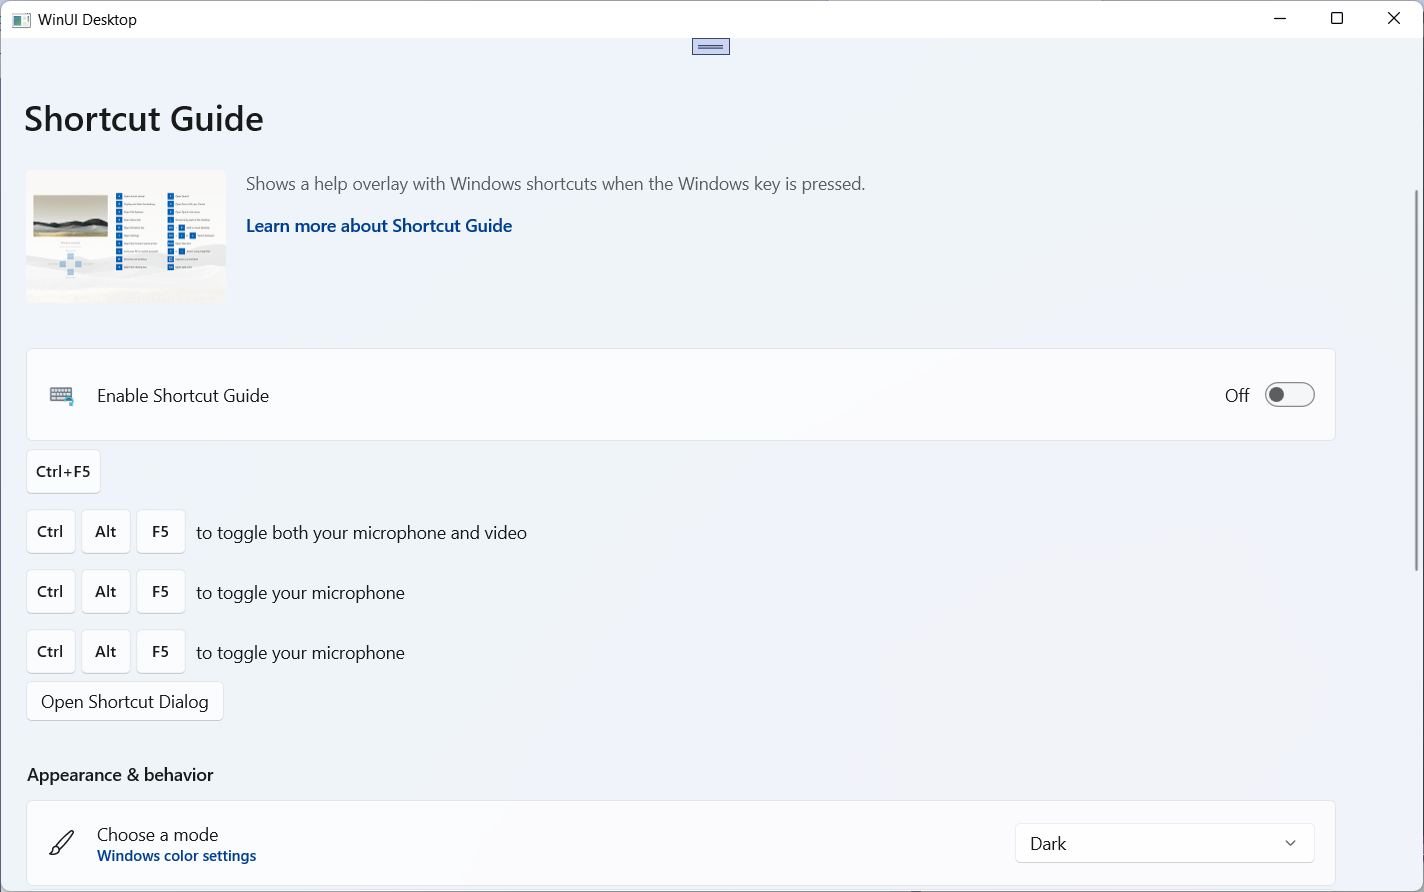 WinUI Desktop
Shortcut Guide
Shows a help overlay with Windows shortcuts when the Windows key is pressed.
Learn more about Shortcut Guide
Enable Shortcut Guide
Off
Ctrl+F5
Ctrl Alt F5 to toggle both your microphone and video
Ctrl Alt F5 to toggle your microphone
Ctrl Alt F5 to toggle your microphone
Open Shortcut Dialog
Appearance & behavior
Choose a mode
Windows color settings
Dark